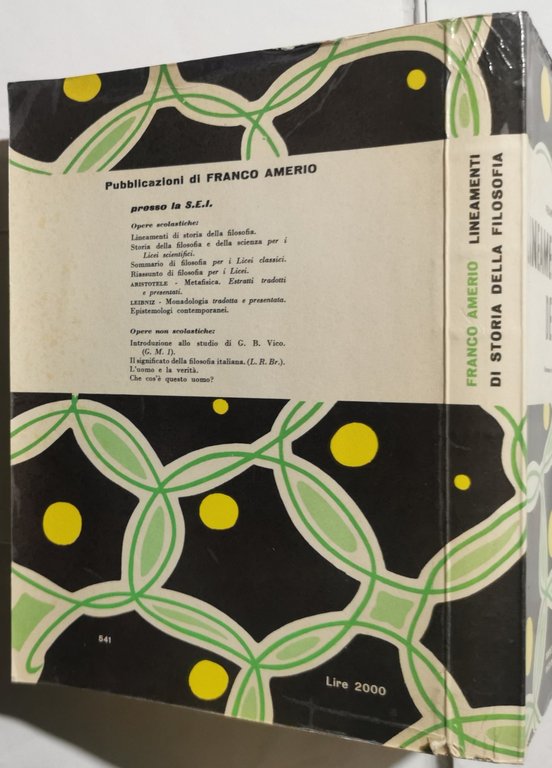 Pubblicazioni di FRANCO AMERIO
presso la S.E.I.
Opere scolastiche:
Lineamenti di storia della filosofia.
Storia della filosofia e della scienza per i
Licei scientifici.
Sommario di filosofia per i Licei classici.
Riassunto di filosofia per i Licei.
ARISTOTELE - Metafisica. Estratti tradotti
e presentati.
LEIBNIZ - Monadologia tradotta e presentata.
Epistemologi contemporanei.
Opere non scolastiche:
Introduzione allo studio di G. B. Vico.
(G. M. 1).
Il significato della filosofia italiana. (L. R. Br.).
L'uomo e la verità.
Che cos'è questo uomo?
541
Lire 2000
FRANCO AMERIO LINEAMENTI
DI STORIA DELLA FILOSOFIA